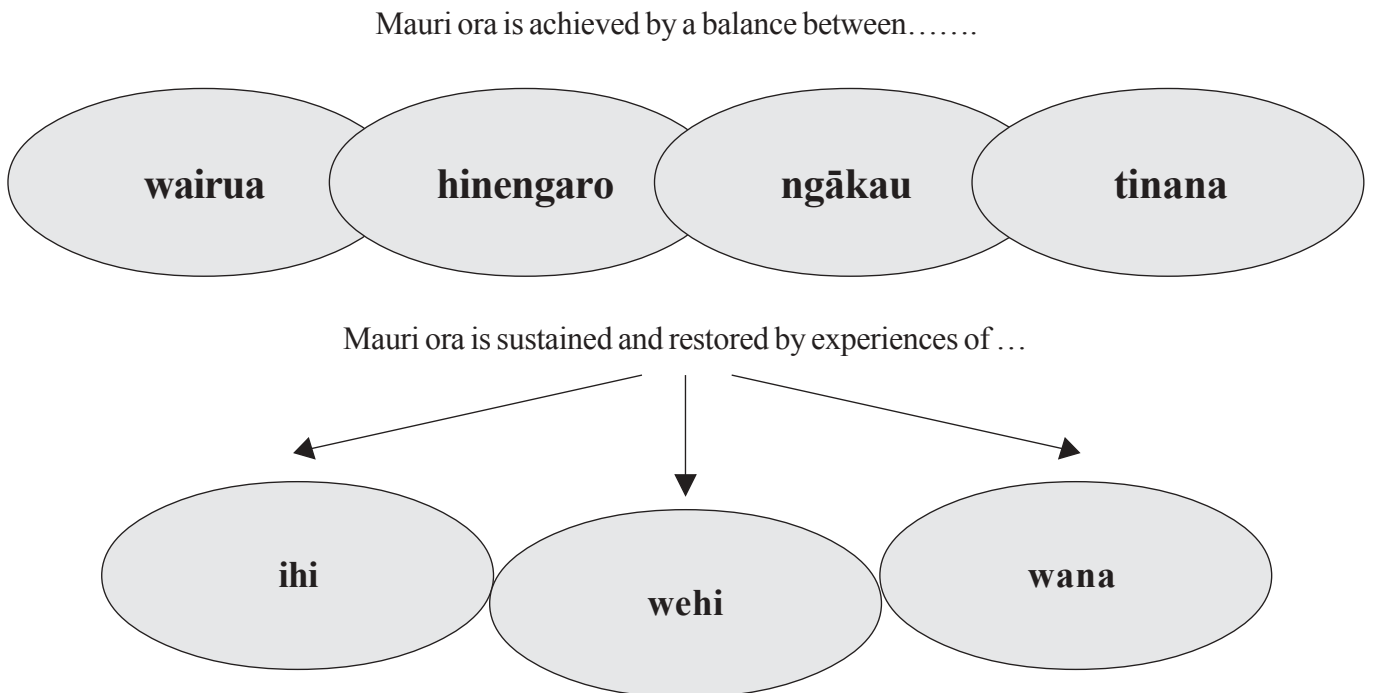 Mauri ora is achieved by a balance between…….
wairua hinengaro ngākau tinana
Mauri ora is sustained and restored by experiences of …
ihi wehi wana